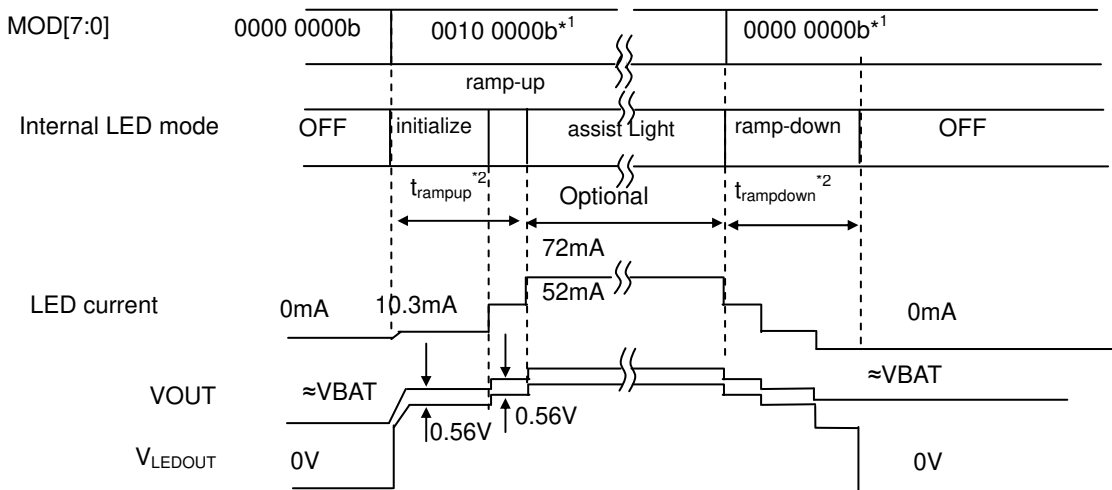 MOD[7:0] 0000 0000b 0010 0000b*1 0000 0000b*1
ramp-up
Internal LED mode OFF initialize assist Light ramp-down OFF
trampup*2 Optional trampdown*2
72mA
LED current 0mA 10.3mA 52mA 0mA
VOUT ≈VBAT ≈VBAT
0.56V 0.56V
VLEDOUT 0V 0V